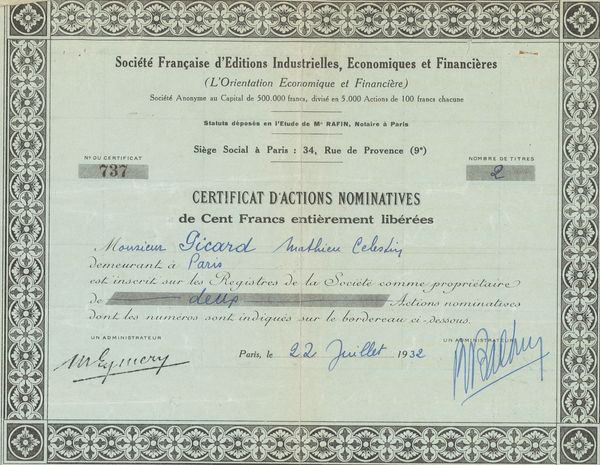 Société Française d'Editions Industrielles, Economiques et Financières
(L'Orientation Economique et Financière)
Société Anonyme au Capital de 500.000 francs, divisé en 5.000 Actions de 100 francs chacune
Statuts déposés en l'Etude de Me RAFIN, Notaire à Paris
Siège Social à Paris : 34, Rue de Provence (9e)
No DU CERTIFICAT
737
NOMBRE DE TITRES
2
CERTIFICAT D'ACTIONS NOMINATIVES
de Cent Francs entièrement libérées
Monsieur Picard Mathieu Celestin
demeurant à Paris
est inscrit sur les Registres de la Société comme propriétaire
de deux Actions nominatives
dont les numéros sont indiqués sur le bordereau ci-dessous.
UN ADMINISTRATEUR
Paris, le 22 Juillet 1932
UN ADMINISTRATEUR